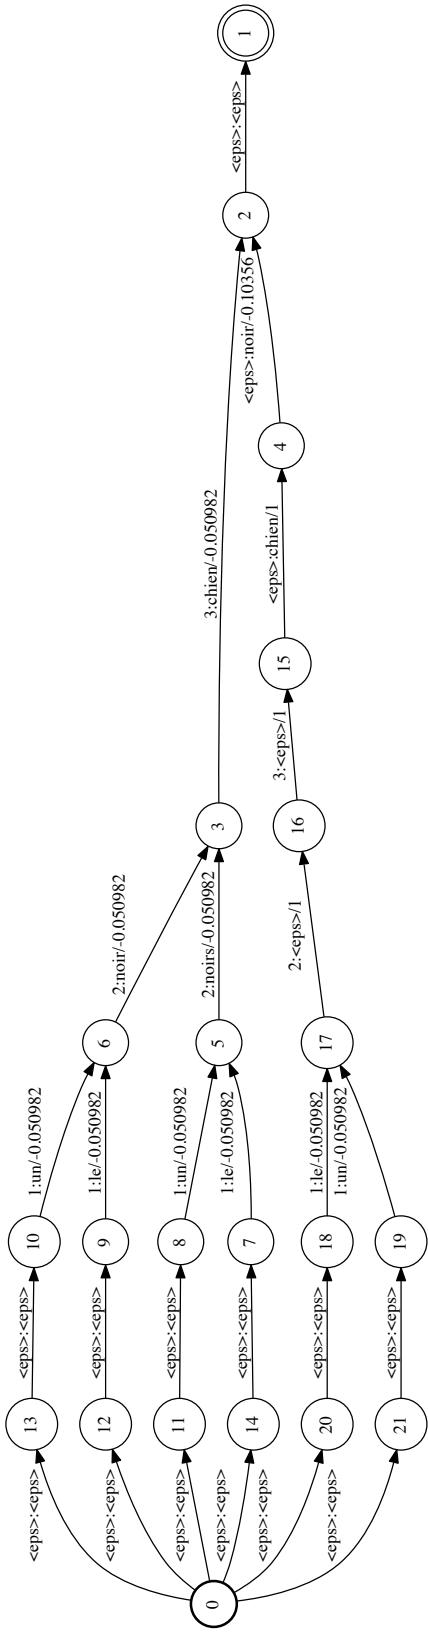 <eps>:<eps>
13
<eps>:<eps>
10
1:un/-0.050982
<eps>:<eps>
12
<eps>:<eps>
9
1:le/-0.050982
6
2:noir/-0.050982
<eps>:<eps>
11
<eps>:<eps>
8
1:un/-0.050982
0
<eps>:<eps>
14
<eps>:<eps>
7
1:le/-0.050982
5
2:noirs/-0.050982
3
3:chien/-0.050982
2
<eps>:<eps>
1
<eps>:<eps>
20
<eps>:<eps>
18
1:le/-0.050982
17
2:<eps>/1
16
3:<eps>/1
15
<eps>:chien/1
4
<eps>:noir/-0.10356
<eps>:<eps>
21
<eps>:<eps>
19
1:un/-0.050982